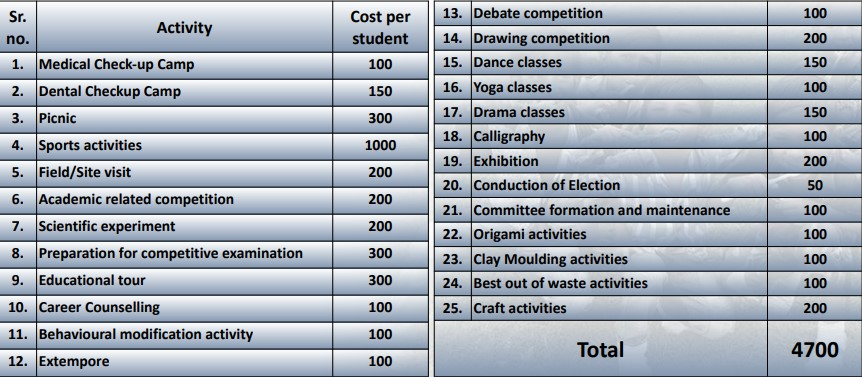 Sr. no. Activity Cost per student
1. Medical Check-up Camp 100
2. Dental Checkup Camp 150
3. Picnic 300
4. Sports activities 1000
5. Field/Site visit 200
6. Academic related competition 200
7. Scientific experiment 200
8. Preparation for competitive examination 300
9. Educational tour 300
10. Career Counselling 100
11. Behavioural modification activity 100
12. Extempore 100
13. Debate competition 100
14. Drawing competition 200
15. Dance classes 150
16. Yoga classes 100
17. Drama classes 150
18. Calligraphy 100
19. Exhibition 200
20. Conduction of Election 50
21. Committee formation and maintenance 100
22. Origami activities 100
23. Clay Moulding activities 100
24. Best out of waste activities 100
25. Craft activities 200
Total 4700